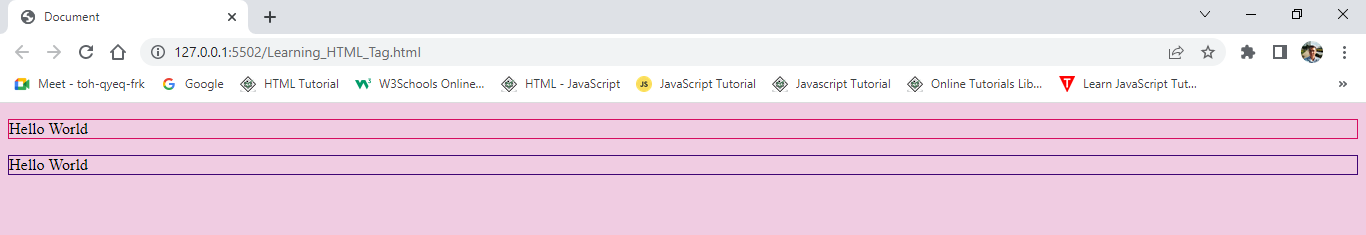 Document
127.0.0.1:5502/Learning_HTML_Tag.html
Meet - toh-qyeq-frk Google HTML Tutorial W3Schools Online... HTML - JavaScript JS JavaScript Tutorial Javascript Tutorial Online Tutorials Lib... T Learn JavaScript Tut... »
Hello World
Hello World